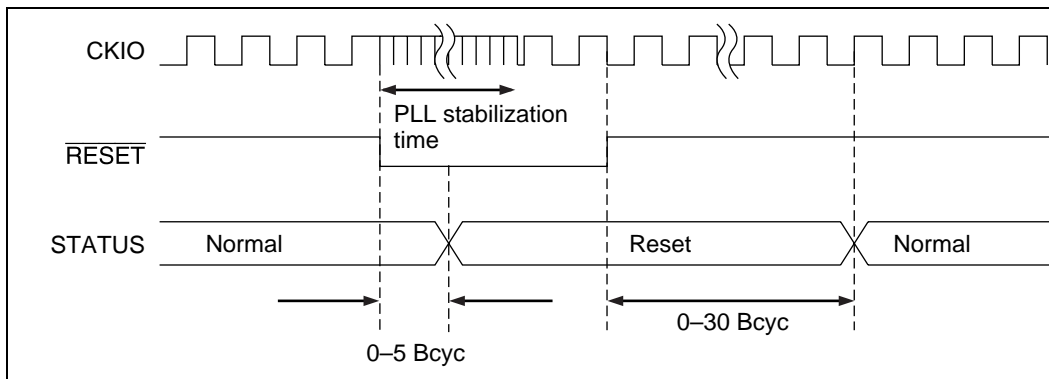 CKIO
PLL stabilization
time
RESET
STATUS
Normal
Reset
Normal
0–5 Bcyc
0–30 Bcyc